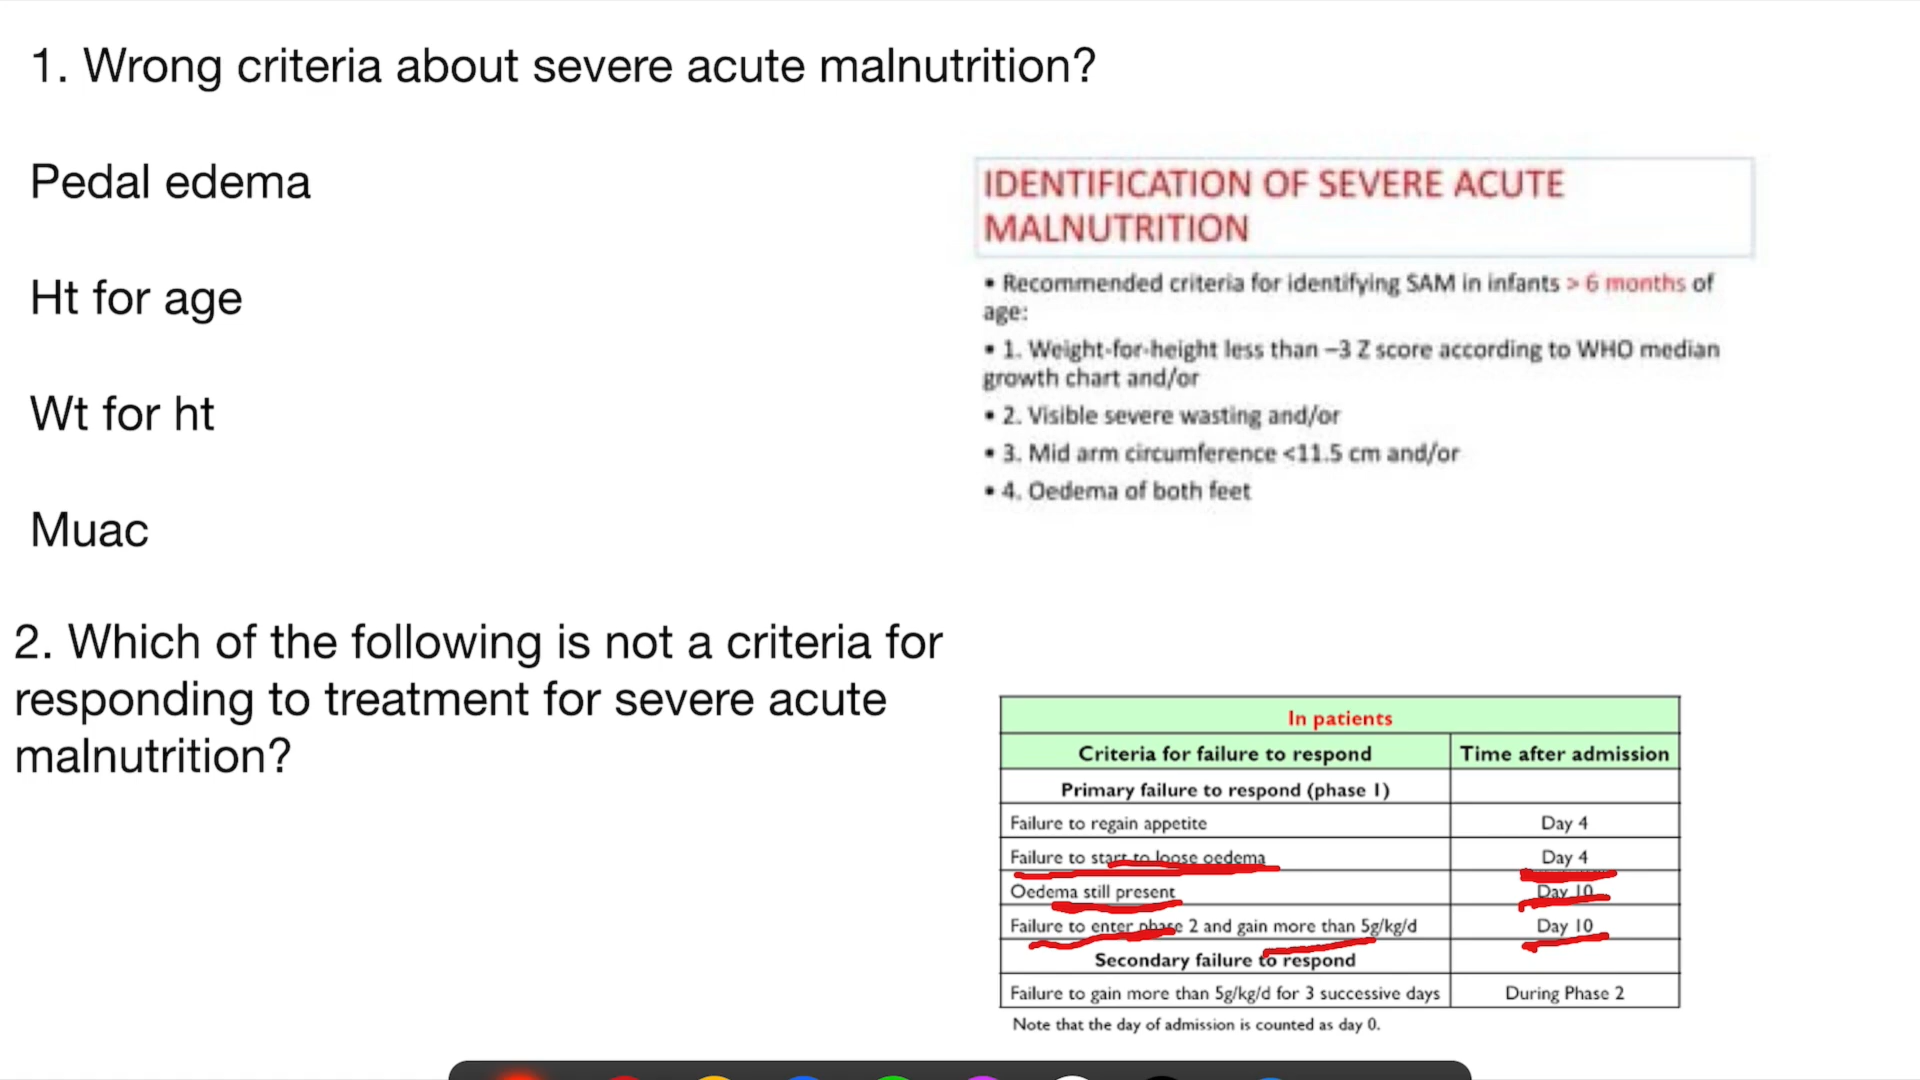 1. Wrong criteria about severe acute malnutrition?
Pedal edema
Ht for age
Wt for ht
Muac
IDENTIFICATION OF SEVERE ACUTE
MALNUTRITION
• Recommended criteria for identifying SAM in infants > 6 months of
age:
• 1. Weight-for-height less than –3 Z score according to WHO median
growth chart and/or
• 2. Visible severe wasting and/or
• 3. Mid arm circumference <11.5 cm and/or
• 4. Oedema of both feet
2. Which of the following is not a criteria for
responding to treatment for severe acute
malnutrition?
In patients
Criteria for failure to respond Time after admission
Primary failure to respond (phase 1)
Failure to regain appetite Day 4
Failure to start to loose oedema Day 4
Oedema still present Day 10
Failure to enter phase 2 and gain more than 5g/kg/d Day 10
Secondary failure to respond
Failure to gain more than 5g/kg/d for 3 successive days During Phase 2
Note that the day of admission is counted as day 0.